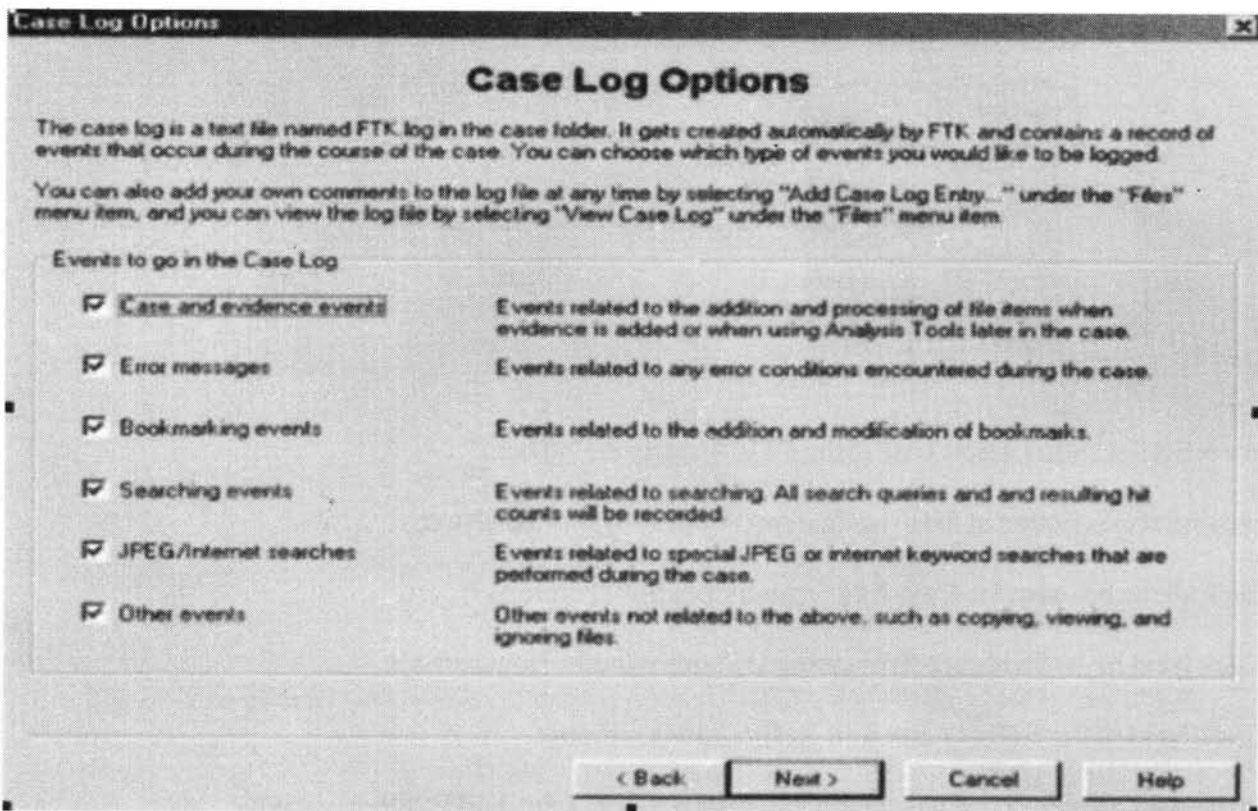 Case Log Options
Case Log Options
The case log is a text file named FTK.log in the case folder. It gets created automatically by FTK and contains a record of
events that occur during the course of the case. You can choose which type of events you would like to be logged.
You can also add your own comments to the log file at any time by selecting "Add Case Log Entry..." under the "Files"
menu item, and you can view the log file by selecting "View Case Log" under the "Files" menu item.
Events to go in the Case Log
Case and evidence events
Events related to the addition and processing of file items when
evidence is added or when using Analysis Tools later in the case.
Error messages
Events related to any error conditions encountered during the case.
Bookmarking events
Events related to the addition and modification of bookmarks.
Searching events
Events related to searching. All search queries and and resulting hit
counts will be recorded.
JPEG/Internet searches
Events related to special JPEG or internet keyword searches that are
performed during the case.
Other events
Other events not related to the above, such as copying, viewing, and
ignoring files.
< Back
Next >
Cancel
Help